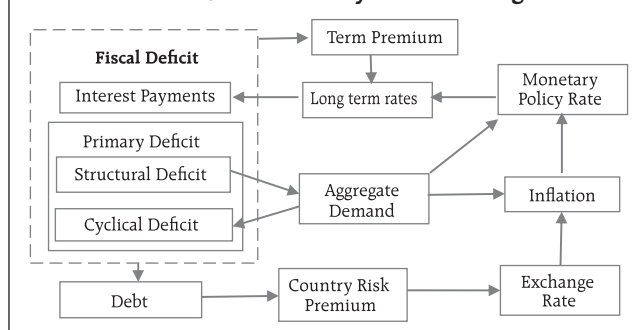 Term Premium
Fiscal Deficit
Interest Payments
Long term rates
Monetary
Policy Rate
Primary Deficit
Structural Deficit
Aggregate
Demand
Inflation
Cyclical Deficit
Debt
Country Risk
Premium
Exchange
Rate